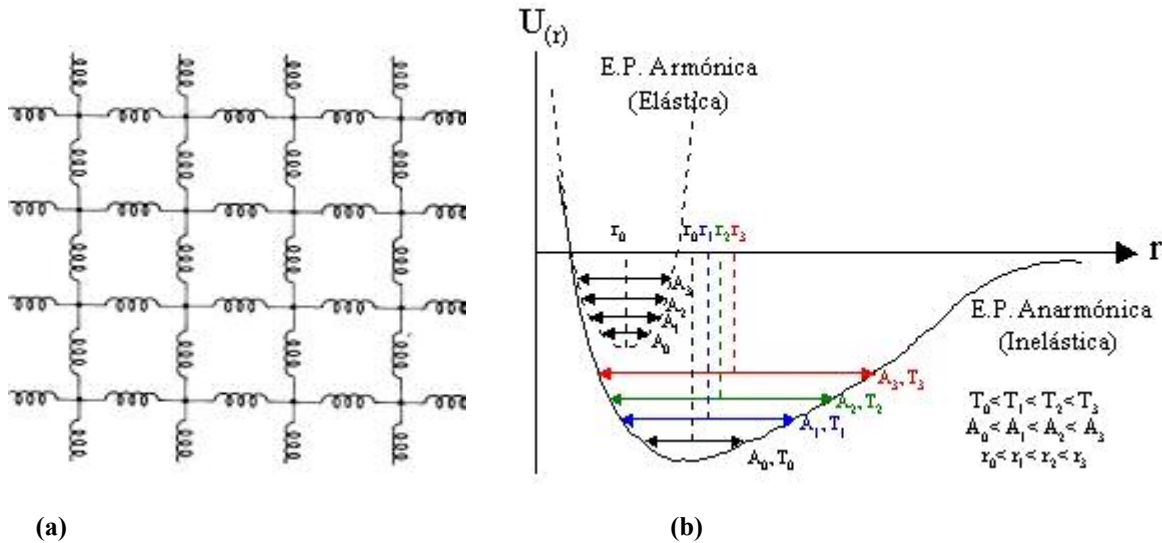 U(r)
E.P. Armónica
(Elástica)
r₀ r₀ r₁ r₂ r₃
r
A₃
A₂
A₁
A₀
E.P. Anarmónica
(Inelástica)
A₃, T₃
A₂, T₂
A₁, T₁
A₀, T₀
T₀< T₁ < T₂< T₃
A₀< A₁ < A₂ < A₃
r₀< r₁ < r₂ < r₃
(a) (b)